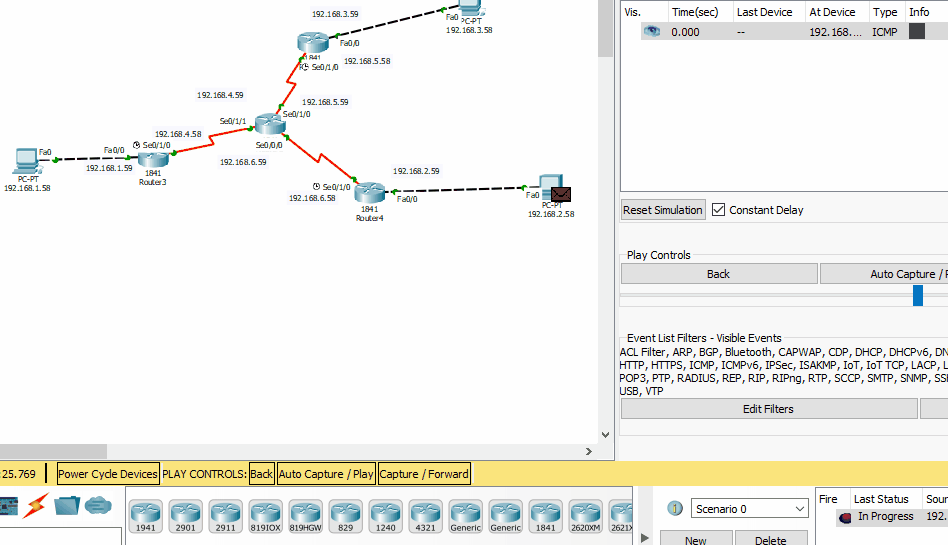 192.168.3.59
Fa0
PC-PT
192.168.3.58
Fa0/0
1841
Se0/1/0
192.168.5.58
192.168.4.59
192.168.5.59
Se0/1/1
Se0/1/0
192.168.4.58
Se0/0/0
Fa0
Fa0/0
Se0/1/0
192.168.6.59
192.168.1.59
PC-PT
192.168.1.58
1841
Router3
192.168.2.59
Se0/1/0
192.168.6.58
Fa0/0
1841
Router4
Fa0
PC-PT
192.168.2.58
Vis. Time(sec) Last Device At Device Type Info
0.000 -- 192.168.... ICMP
Reset Simulation Constant Delay
Play Controls
Back Auto Capture /
Event List Filters - Visible Events
ACL Filter, ARP, BGP, Bluetooth, CAPWAP, CDP, DHCP, DHCPv6,
HTTP, HTTPS, ICMP, ICMPv6, IPSec, ISAKMP, IoT, IoT TCP, LACP,
POP3, PTP, RADIUS, REP, RIP, RIPng, RTP, SCCP, SMTP, SNMP,
USB, VTP
Edit Filters
:25.769 Power Cycle Devices PLAY CONTROLS: Back Auto Capture / Play Capture / Forward
1941 2901 2911 819IOX 819HGW 829 1240 4321 Generic Generic 1841 2620XM
Scenario 0
New Delete
Fire Last Status
In Progress 192.